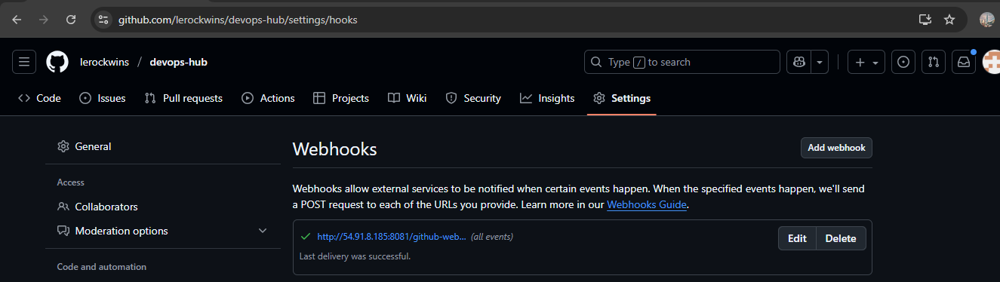 github.com/lerockwins/devops-hub/settings/hooks
lerockwins / devops-hub
Type / to search
Code Issues Pull requests Actions Projects Wiki Security Insights Settings
General
Access
Collaborators
Moderation options
Code and automation
Webhooks
Add webhook
Webhooks allow external services to be notified when certain events happen. When the specified events happen, we'll send
a POST request to each of the URLs you provide. Learn more in our Webhooks Guide.
http://54.91.8.185:8081/github-web... (all events)
Edit Delete
Last delivery was successful.